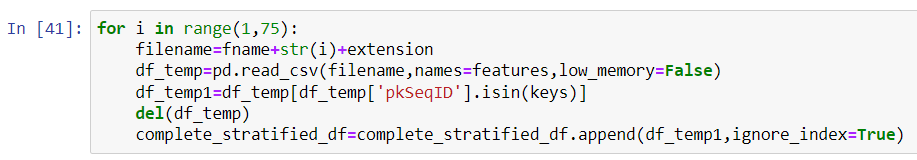 In [41]: for i in range(1,75):
    filename=fname+str(i)+extension
    df_temp=pd.read_csv(filename,names=features,low_memory=False)
    df_temp1=df_temp[df_temp['pkSeqID'].isin(keys)]
    del(df_temp)
    complete_stratified_df=complete_stratified_df.append(df_temp1,ignore_index=True)